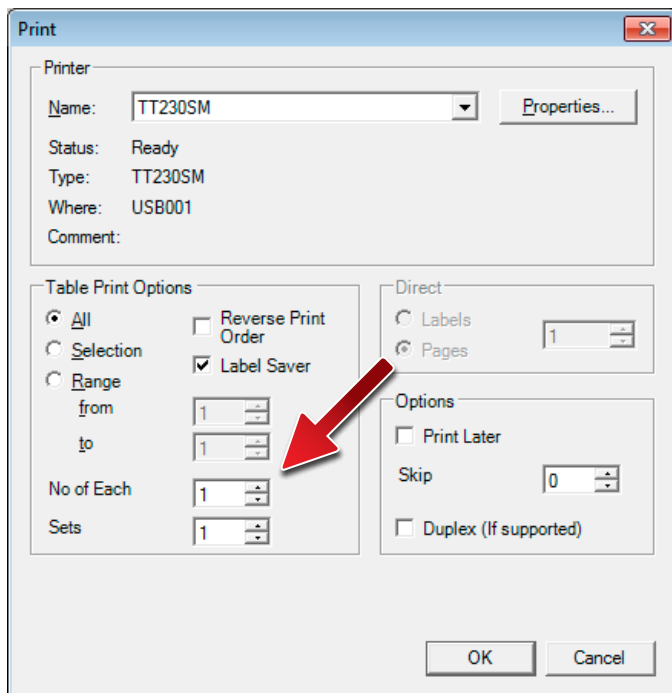 Print
Printer
Name: TT230SM Properties...
Status: Ready
Type: TT230SM
Where: USB001
Comment:
Table Print Options
All
Selection
Range
from 1
to 1
Reverse Print
Order
Label Saver
No of Each 1
Sets 1
Direct
Labels
Pages
1
Options
Print Later
Skip 0
Duplex (If supported)
OK Cancel